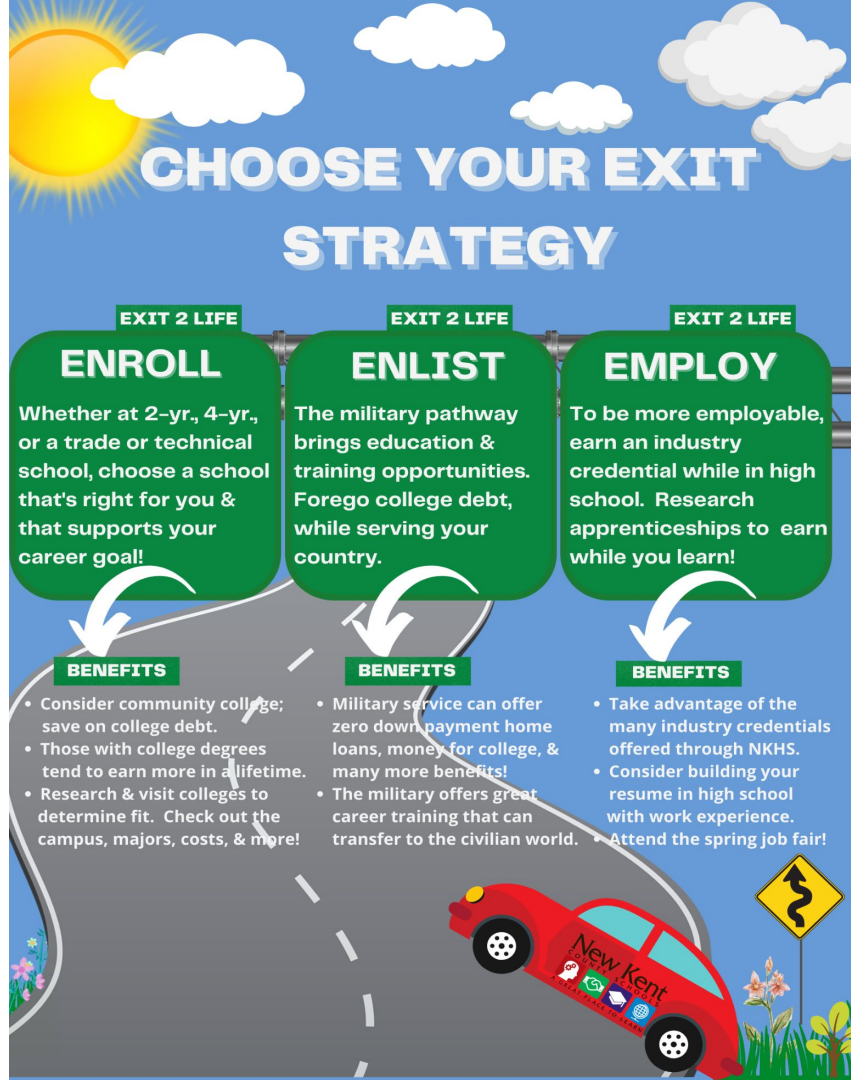 CHOOSE YOUR EXIT
STRATEGY
EXIT 2 LIFE
ENROLL
Whether at 2-yr., 4-yr.,
or a trade or technical
school, choose a school
that's right for you &
that supports your
career goal!
BENEFITS
• Consider community college;
save on college debt.
• Those with college degrees
tend to earn more in a lifetime.
• Research & visit colleges to
determine fit. Check out the
campus, majors, costs, & more!
EXIT 2 LIFE
ENLIST
The military pathway
brings education &
training opportunities.
Forego college debt,
while serving your
country.
BENEFITS
• Military service can offer
zero down payment home
loans, money for college, &
many more benefits!
• The military offers great
career training that can
transfer to the civilian world.
EXIT 2 LIFE
EMPLOY
To be more employable,
earn an industry
credential while in high
school. Research
apprenticeships to earn
while you learn!
BENEFITS
• Take advantage of the
many industry credentials
offered through NKHS.
• Consider building your
resume in high school
with work experience.
• Attend the spring job fair!
New Kent
COUNTY SCHOOLS
A GREAT PLACE TO LEARN